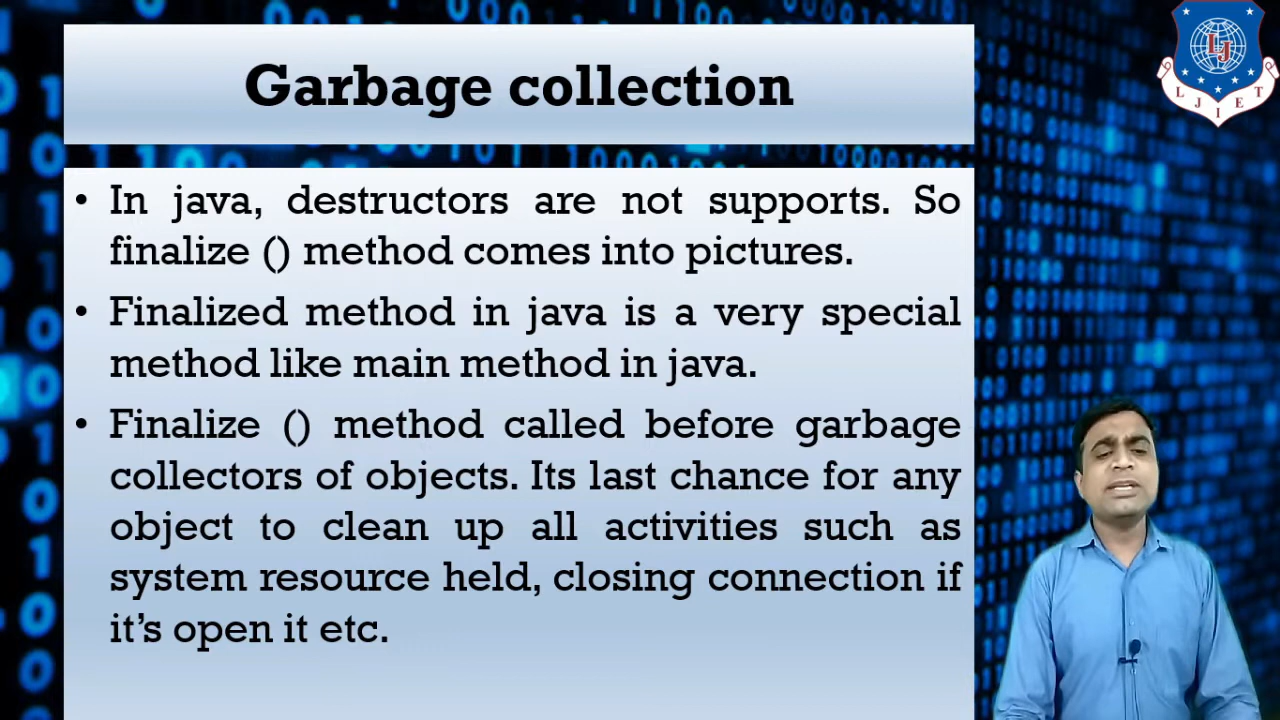 Garbage collection
• In java, destructors are not supports. So
finalize () method comes into pictures.
• Finalized method in java is a very special
method like main method in java.
• Finalize () method called before garbage
collectors of objects. Its last chance for any
object to clean up all activities such as
system resource held, closing connection if
it’s open it etc.
LJ
LJIET